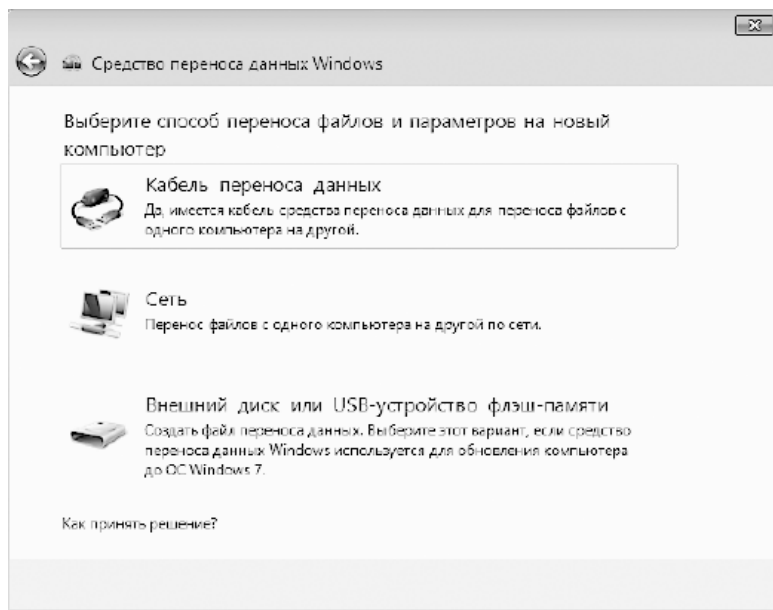 Средство переноса данных Windows
Выберите способ переноса файлов и параметров на новый
компьютер
Кабель переноса данных
Да, имеется кабель средства переноса данных для переноса файлов с
одного компьютера на другой.
Сеть
Перенос файлов с одного компьютера на другой по сети.
Внешний диск или USB-устройство флэш-памяти
Создать файл переноса данных. Выберите этот вариант, если средство
переноса данных Windows используется для обновления компьютера
до ОС Windows 7.
Как принять решение?